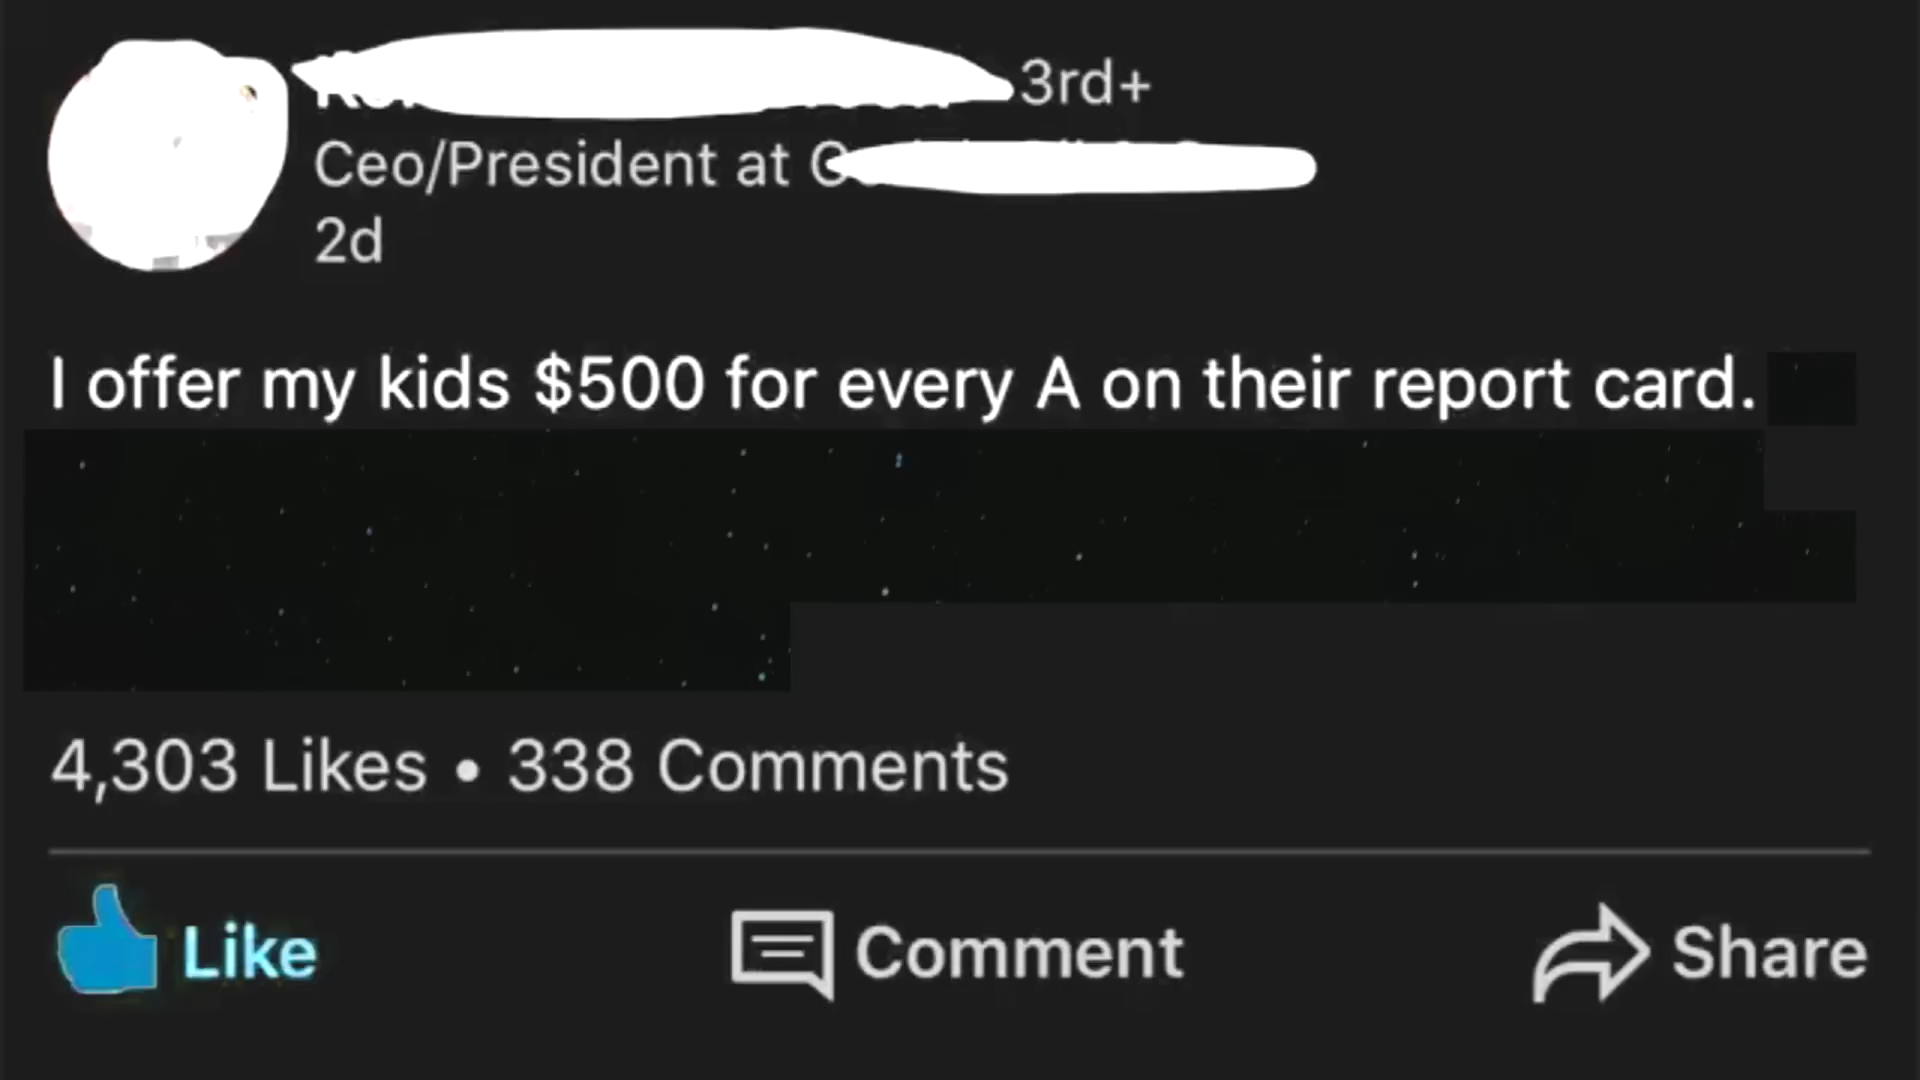 3rd+
Ceo/President at
2d
I offer my kids $500 for every A on their report card.
4,303 Likes • 338 Comments
Like
Comment
Share